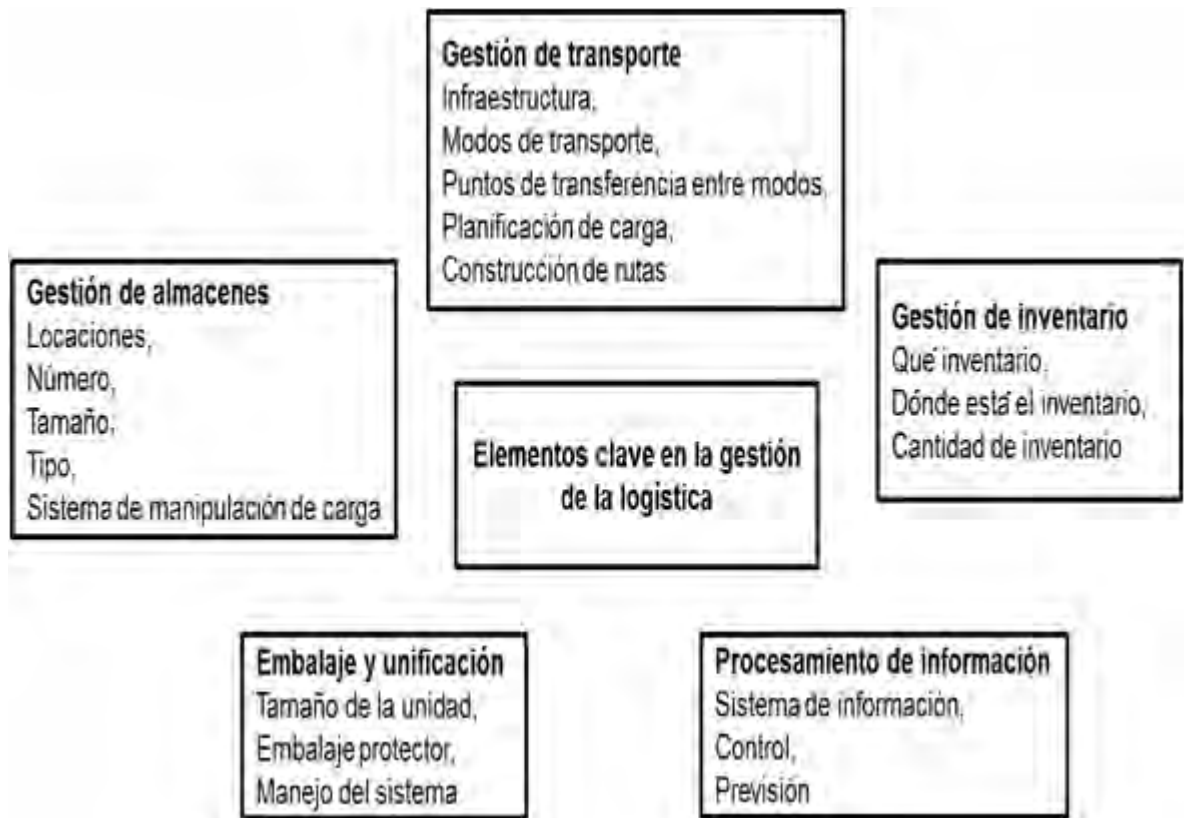 Gestión de transporte
Infraestructura,
Modos de transporte,
Puntos de transferencia entre modos,
Planificación de carga,
Construcción de rutas
Gestión de almacenes
Locaciones,
Número,
Tamaño,
Tipo,
Sistema de manipulación de carga
Gestión de inventario
Qué inventario,
Dónde está el inventario,
Cantidad de inventario
Elementos clave en la gestión
de la logística
Embalaje y unificación
Tamaño de la unidad,
Embalaje protector,
Manejo del sistema
Procesamiento de información
Sistema de información,
Control,
Previsión